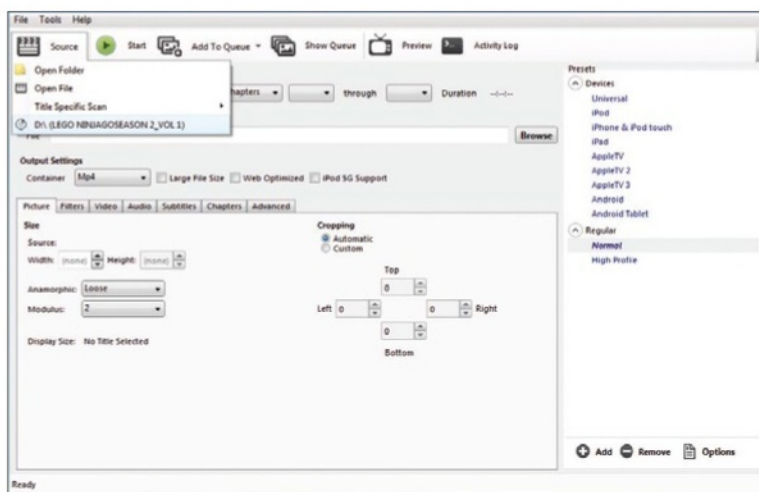 File Tools Help
Source Start Add To Queue Show Queue Preview Activity Log
Open Folder
Open File
Title Specific Scan
D:\ (LEGO NINJAGOSEASON 2_VOL 1)
hapters through Duration --:--:--
File Browse
Output Settings
Container Mp4 Large File Size Web Optimized iPod 5G Support
Picture Filters Video Audio Subtitles Chapters Advanced
Size
Source:
Width: (none) Height: (none)
Anamorphic: Loose
Modulus: 2
Display Size: No Title Selected
Cropping
Automatic
Custom
Top
0
Left 0 0 Right
0
Bottom
Presets
Devices
Universal
iPod
iPhone & iPod touch
iPad
AppleTV
AppleTV 2
AppleTV 3
Android
Android Tablet
Regular
Normal
High Profile
Add Remove Options
Ready